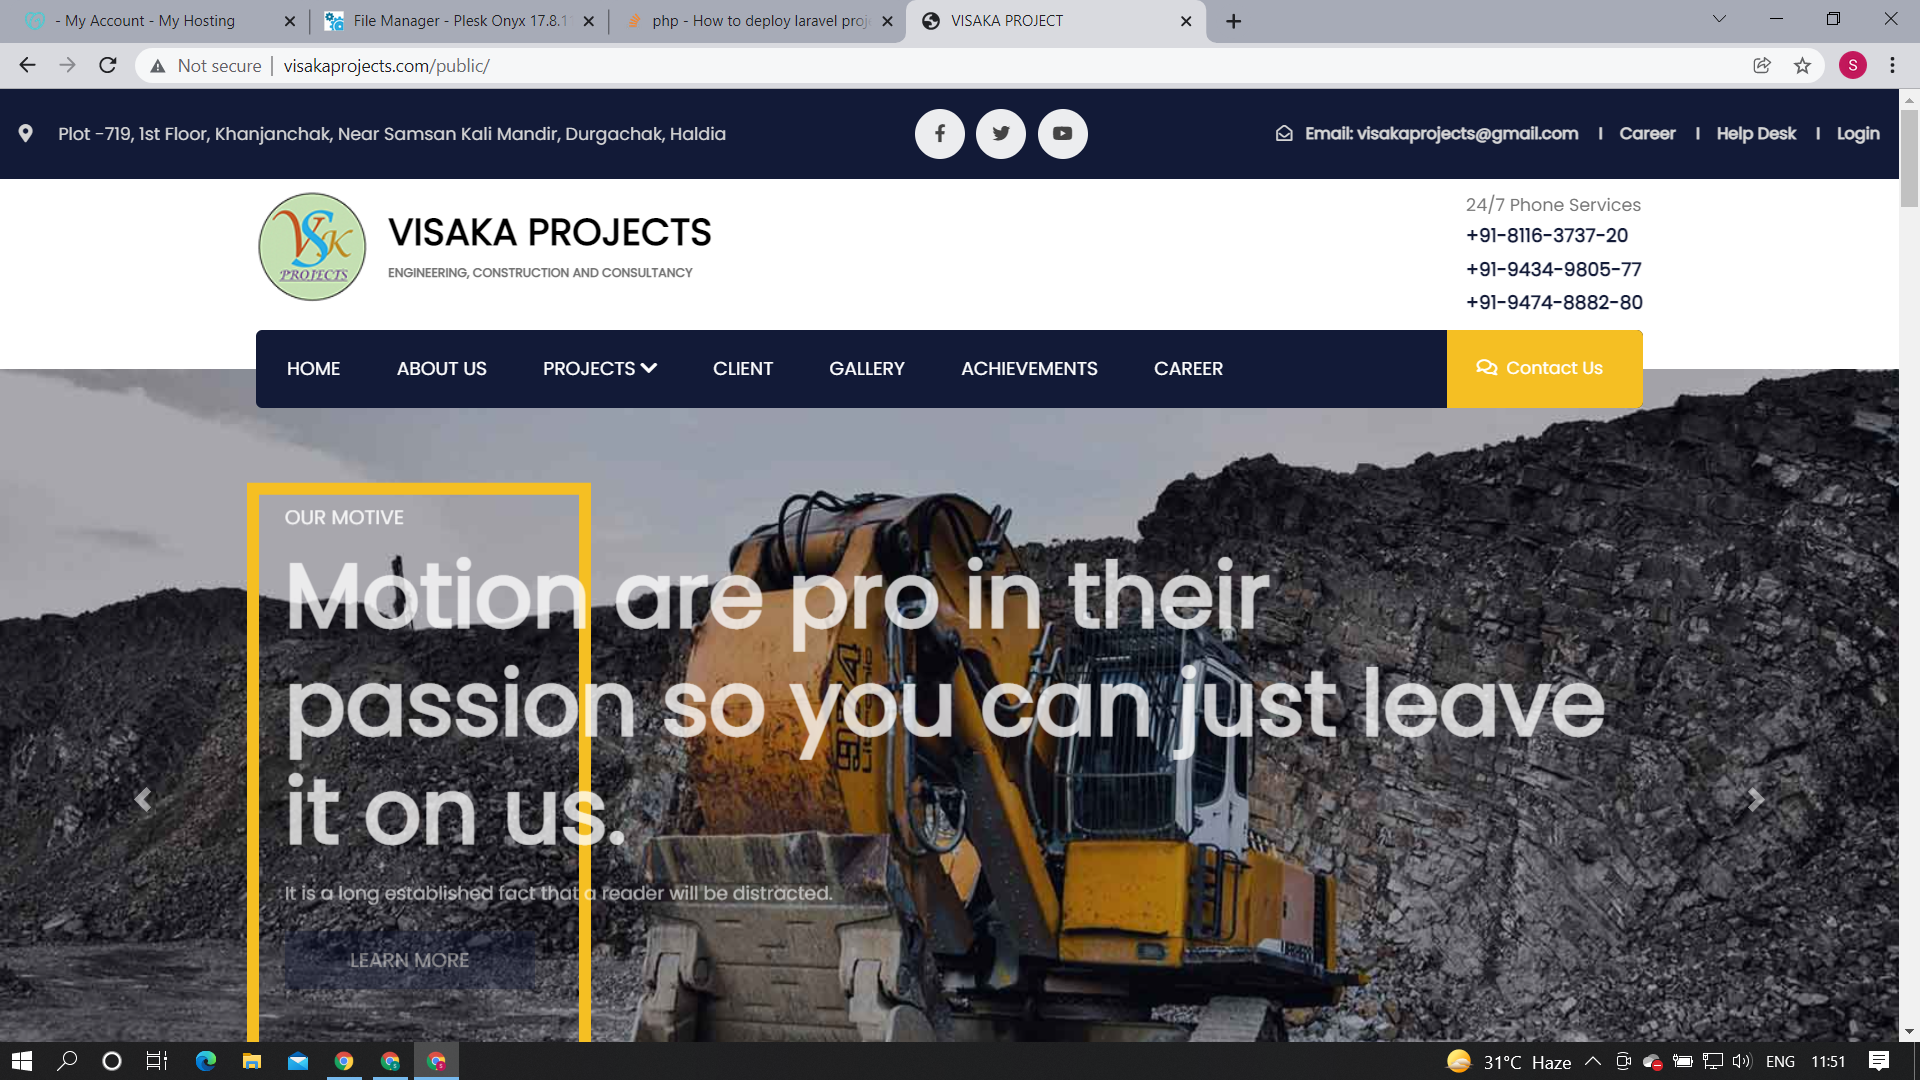 - My Account - My Hosting
File Manager - Plesk Onyx 17.8.1
php - How to deploy laravel proj
VISAKA PROJECT
Not secure
visakaprojects.com/public/
S
Plot -719, 1st Floor, Khanjanchak, Near Samsan Kali Mandir, Durgachak, Haldia
Email: visakaprojects@gmail.com | Career | Help Desk | Login
VSK
PROJECTS
VISAKA PROJECTS
ENGINEERING, CONSTRUCTION AND CONSULTANCY
24/7 Phone Services
+91-8116-3737-20
+91-9434-9805-77
+91-9474-8882-80
HOME ABOUT US PROJECTS CLIENT GALLERY ACHIEVEMENTS CAREER Contact Us
OUR MOTIVE
Motion are pro in their
passion so you can just leave
it on us.
It is a long established fact that a reader will be distracted.
LEARN MORE
31°C Haze ENG 11:51